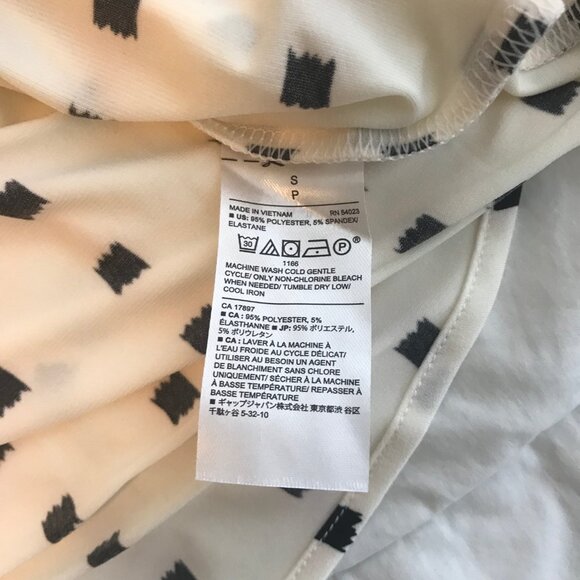 S
P
MADE IN VIETNAM RN 54023
■ US: 95% POLYESTER, 5% SPANDEX/
ELASTANE
30 P ®
1166
MACHINE WASH COLD GENTLE
CYCLE/ ONLY NON-CHLORINE BLEACH
WHEN NEEDED/ TUMBLE DRY LOW/
COOL IRON
CA 17897
■ CA : 95% POLYESTER, 5%
ÉLASTHANNE ■ JP: 95% ポリエステル,
5% ポリウレタン
■ CA : LAVER À LA MACHINE À
L'EAU FROIDE AU CYCLE DÉLICAT/
UTILISER AU BESOIN UN AGENT
DE BLANCHIMENT SANS CHLORE
UNIQUEMENT/ SÉCHER À LA MACHINE
À BASSE TEMPÉRATURE/ REPASSER À
BASSE TEMPÉRATURE
■ ギャップジャパン株式会社 東京都渋 谷区
千駄ヶ谷 5-32-10